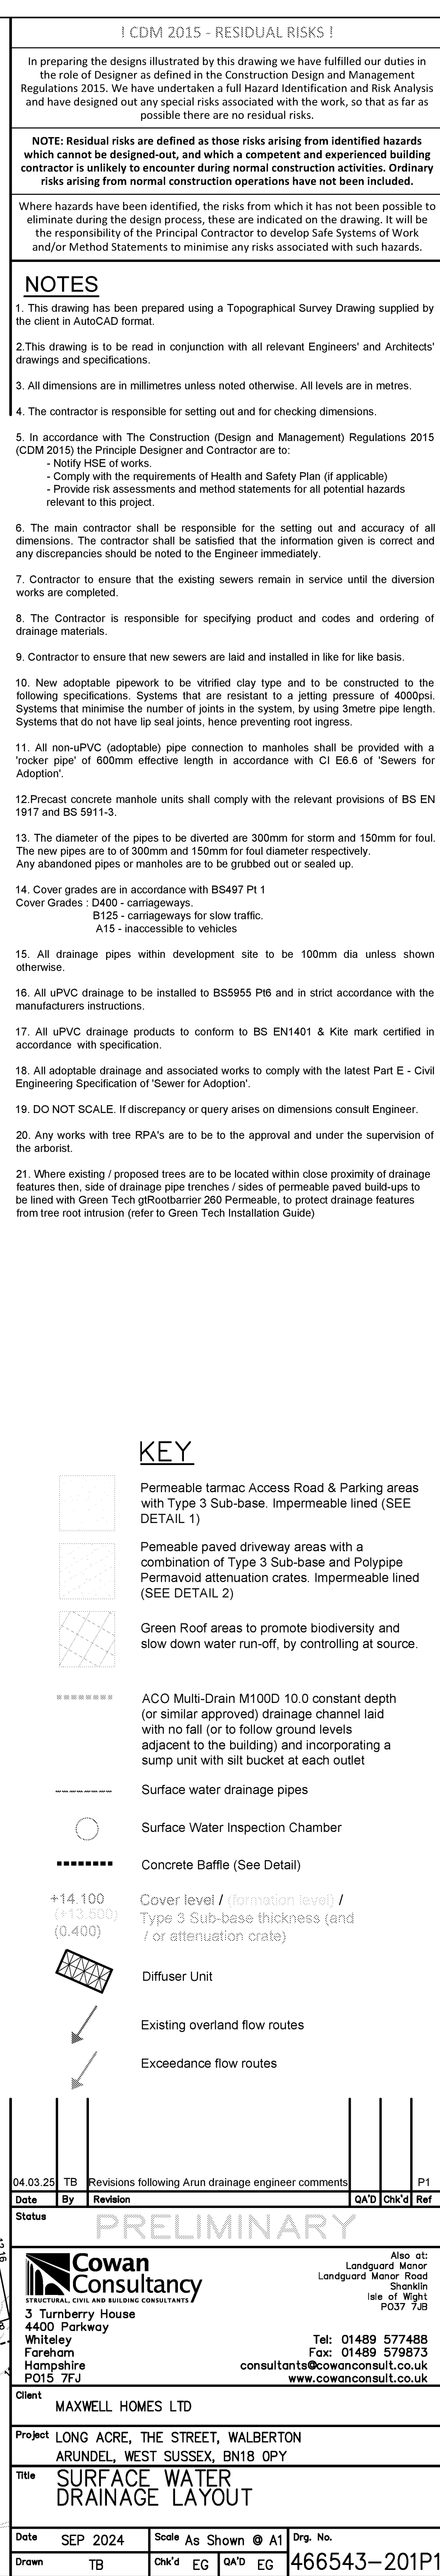 ! CDM 2015 - RESIDUAL RISKS !
In preparing the designs illustrated by this drawing we have fulfilled our duties in
the role of Designer as defined in the Construction Design and Management
Regulations 2015. We have undertaken a full Hazard Identification and Risk Analysis
and have designed out any special risks associated with the work, so that as far as
possible there are no residual risks.
NOTE: Residual risks are defined as those risks arising from identified hazards
which cannot be designed-out, and which a competent and experienced building
contractor is unlikely to encounter during normal construction activities. Ordinary
risks arising from normal construction operations have not been included.
Where hazards have been identified, the risks from which it has not been possible to
eliminate during the design process, these are indicated on the drawing. It will be
the responsibility of the Principal Contractor to develop Safe Systems of Work
and/or Method Statements to minimise any risks associated with such hazards.
NOTES
1. This drawing has been prepared using a Topographical Survey Drawing supplied by
the client in AutoCAD format.
2.This drawing is to be read in conjunction with all relevant Engineers' and Architects'
drawings and specifications.
3. All dimensions are in millimetres unless noted otherwise. All levels are in metres.
4. The contractor is responsible for setting out and for checking dimensions.
5. In accordance with The Construction (Design and Management) Regulations 2015
(CDM 2015) the Principle Designer and Contractor are to:
- Notify HSE of works.
- Comply with the requirements of Health and Safety Plan (if applicable)
- Provide risk assessments and method statements for all potential hazards
relevant to this project.
6. The main contractor shall be responsible for the setting out and accuracy of all
dimensions. The contractor shall be satisfied that the information given is correct and
any discrepancies should be noted to the Engineer immediately.
7. Contractor to ensure that the existing sewers remain in service until the diversion
works are completed.
8. The Contractor is responsible for specifying product and codes and ordering of
drainage materials.
9. Contractor to ensure that new sewers are laid and installed in like for like basis.
10. New adoptable pipework to be vitrified clay type and to be constructed to the
following specifications. Systems that are resistant to a jetting pressure of 4000psi.
Systems that minimise the number of joints in the system, by using 3metre pipe length.
Systems that do not have lip seal joints, hence preventing root ingress.
11. All non-uPVC (adoptable) pipe connection to manholes shall be provided with a
'rocker pipe' of 600mm effective length in accordance with CI E6.6 of 'Sewers for
Adoption'.
12.Precast concrete manhole units shall comply with the relevant provisions of BS EN
1917 and BS 5911-3.
13. The diameter of the pipes to be diverted are 300mm for storm and 150mm for foul.
The new pipes are to of 300mm and 150mm for foul diameter respectively.
Any abandoned pipes or manholes are to be grubbed out or sealed up.
14. Cover grades are in accordance with BS497 Pt 1
Cover Grades : D400 - carriageways.
B125 - carriageways for slow traffic.
A15 - inaccessible to vehicles
15. All drainage pipes within development site to be 100mm dia unless shown
otherwise.
16. All uPVC drainage to be installed to BS5955 Pt6 and in strict accordance with the
manufacturers instructions.
17. All uPVC drainage products to conform to BS EN1401 & Kite mark certified in
accordance with specification.
18. All adoptable drainage and associated works to comply with the latest Part E - Civil
Engineering Specification of 'Sewer for Adoption'.
19. DO NOT SCALE. If discrepancy or query arises on dimensions consult Engineer.
20. Any works with tree RPA's are to be to the approval and under the supervision of
the arborist.
21. Where existing / proposed trees are to be located within close proximity of drainage
features then, side of drainage pipe trenches / sides of permeable paved build-ups to
be lined with Green Tech gtRootbarrier 260 Permeable, to protect drainage features
from tree root intrusion (refer to Green Tech Installation Guide)
KEY
Permeable tarmac Access Road & Parking areas
with Type 3 Sub-base. Impermeable lined (SEE
DETAIL 1)
Pemeable paved driveway areas with a
combination of Type 3 Sub-base and Polypipe
Permavoid attenuation crates. Impermeable lined
(SEE DETAIL 2)
Green Roof areas to promote biodiversity and
slow down water run-off, by controlling at source.
ACO Multi-Drain M100D 10.0 constant depth
(or similar approved) drainage channel laid
with no fall (or to follow ground levels
adjacent to the building) and incorporating a
sump unit with silt bucket at each outlet
Surface water drainage pipes
Surface Water Inspection Chamber
Concrete Baffle (See Detail)
+14.100 Cover level / (formation level) /
(+13.500) Type 3 Sub-base thickness (and
(0.400) / or attenuation crate)
Diffuser Unit
Existing overland flow routes
Exceedance flow routes
04.03.25 TB Revisions following Arun drainage engineer comments P1
Date By Revision QA'D Chk'd Ref
Status
PRELIMINARY
Cowan
Consultancy
STRUCTURAL, CIVIL AND BUILDING CONSULTANTS
3 Turnberry House
4400 Parkway
Whiteley
Fareham
Hampshire
PO15 7FJ
Also at:
Landguard Manor
Landguard Manor Road
Shanklin
Isle of Wight
PO37 7JB
Tel: 01489 577488
Fax: 01489 579873
consultants@cowanconsult.co.uk
www.cowanconsult.co.uk
Client
MAXWELL HOMES LTD
Project LONG ACRE, THE STREET, WALBERTON
ARUNDEL, WEST SUSSEX, BN18 0PY
Title SURFACE WATER
DRAINAGE LAYOUT
Date SEP 2024 Scale As Shown @ A1 Drg. No.
Drawn TB Chk'd EG QA'D EG 466543-201P1